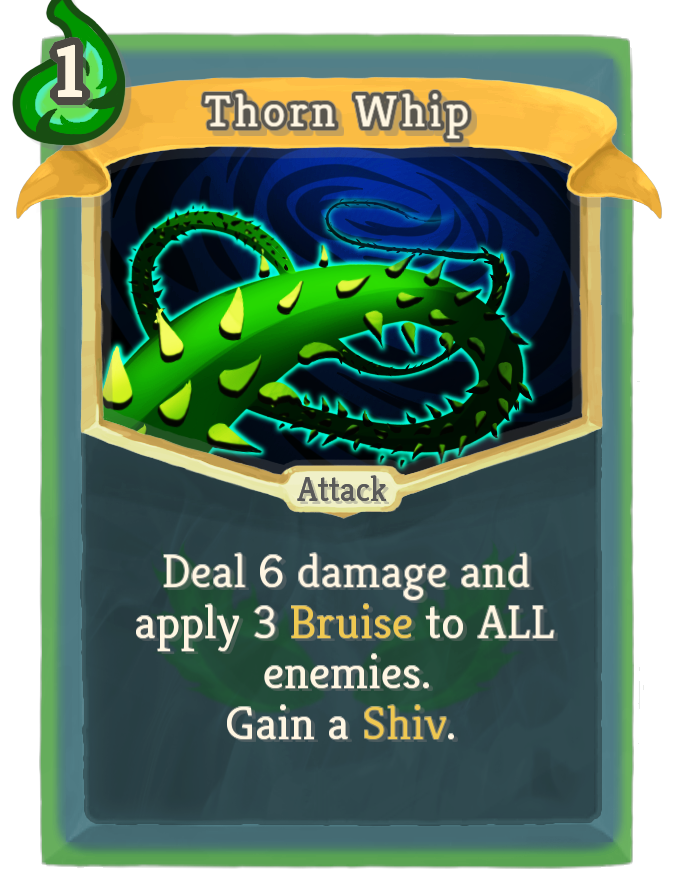 1
Thorn Whip
Attack
Deal 6 damage and
apply 3 Bruise to ALL
enemies.
Gain a Shiv.